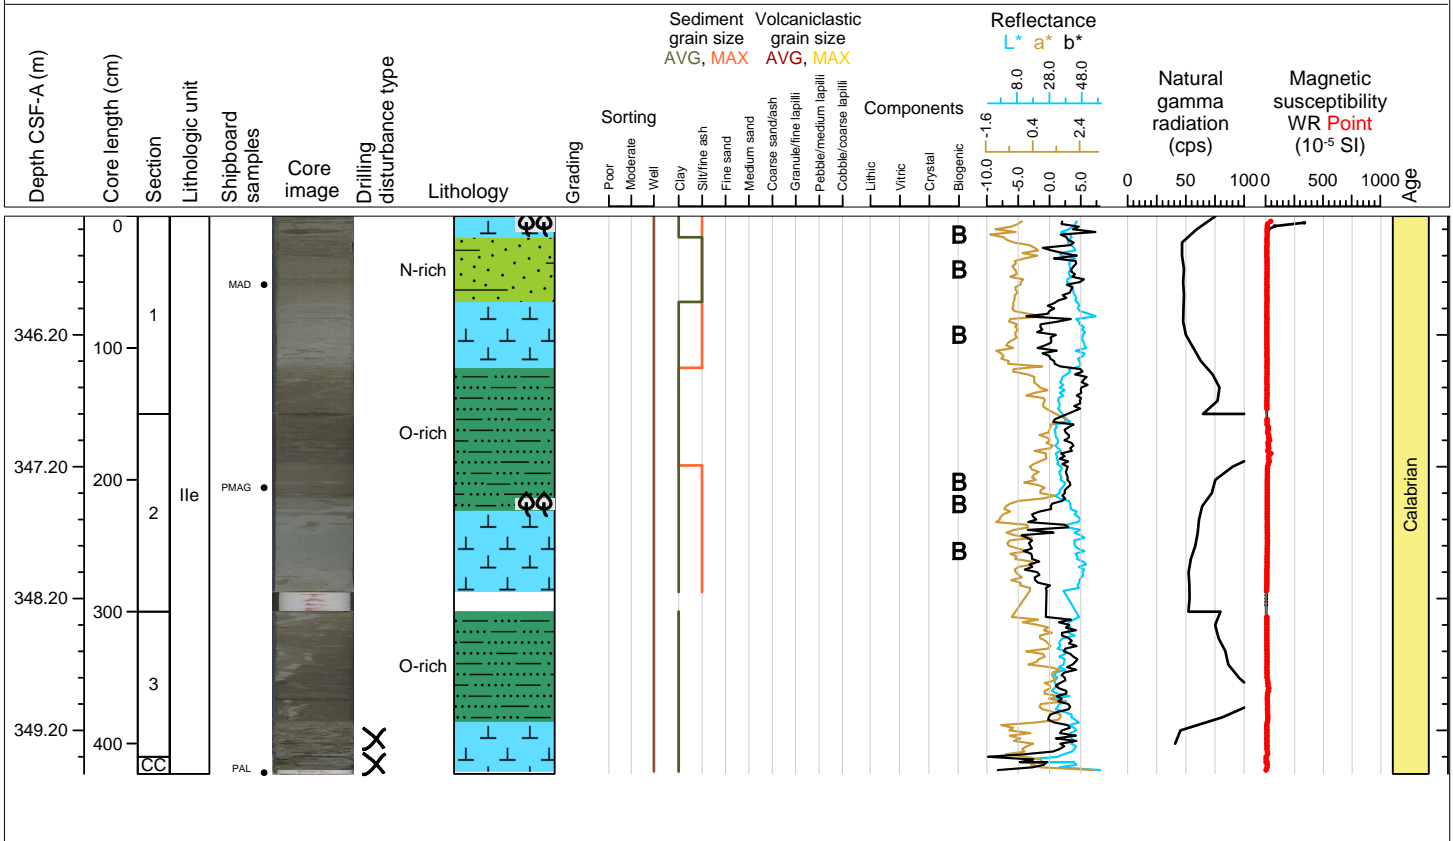 Depth CSF-A (m)
Core length (cm)
Section
Lithologic unit
Shipboard
samples
Core
image
Drilling
disturbance type
Lithology
Grading
Sorting
Poor
Moderate
Well
Sediment
grain size
AVG, MAX
Volcaniclastic
grain size
AVG, MAX
Clay
Silt/fine ash
Fine sand
Medium sand
Coarse sand/ash
Granule/fine lapilli
Pebble/medium lapilli
Cobble/coarse lapilli
Components
Lithic
Vitric
Crystal
Biogenic
Reflectance
L* a* b*
8.0 28.0 48.0
-1.6 0.4 2.4
-10.0 -5.0 0.0 5.0
Natural
gamma
radiation
(cps)
0 50 100
Magnetic
susceptibility
WR Point
(10-5 SI)
0 500 1000
Age
0
100
200
300
400
346.20
347.20
348.20
349.20
1
2
3
CC
IIe
MAD
PMAG
PAL
N-rich
O-rich
O-rich
B
B
B
B
B
B
Calabrian